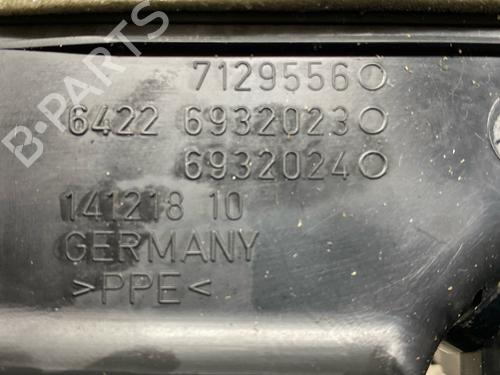 7129556○
6422 6932023○
6932024○
141218 10
GERMANY
>PPE<
B-PARTS